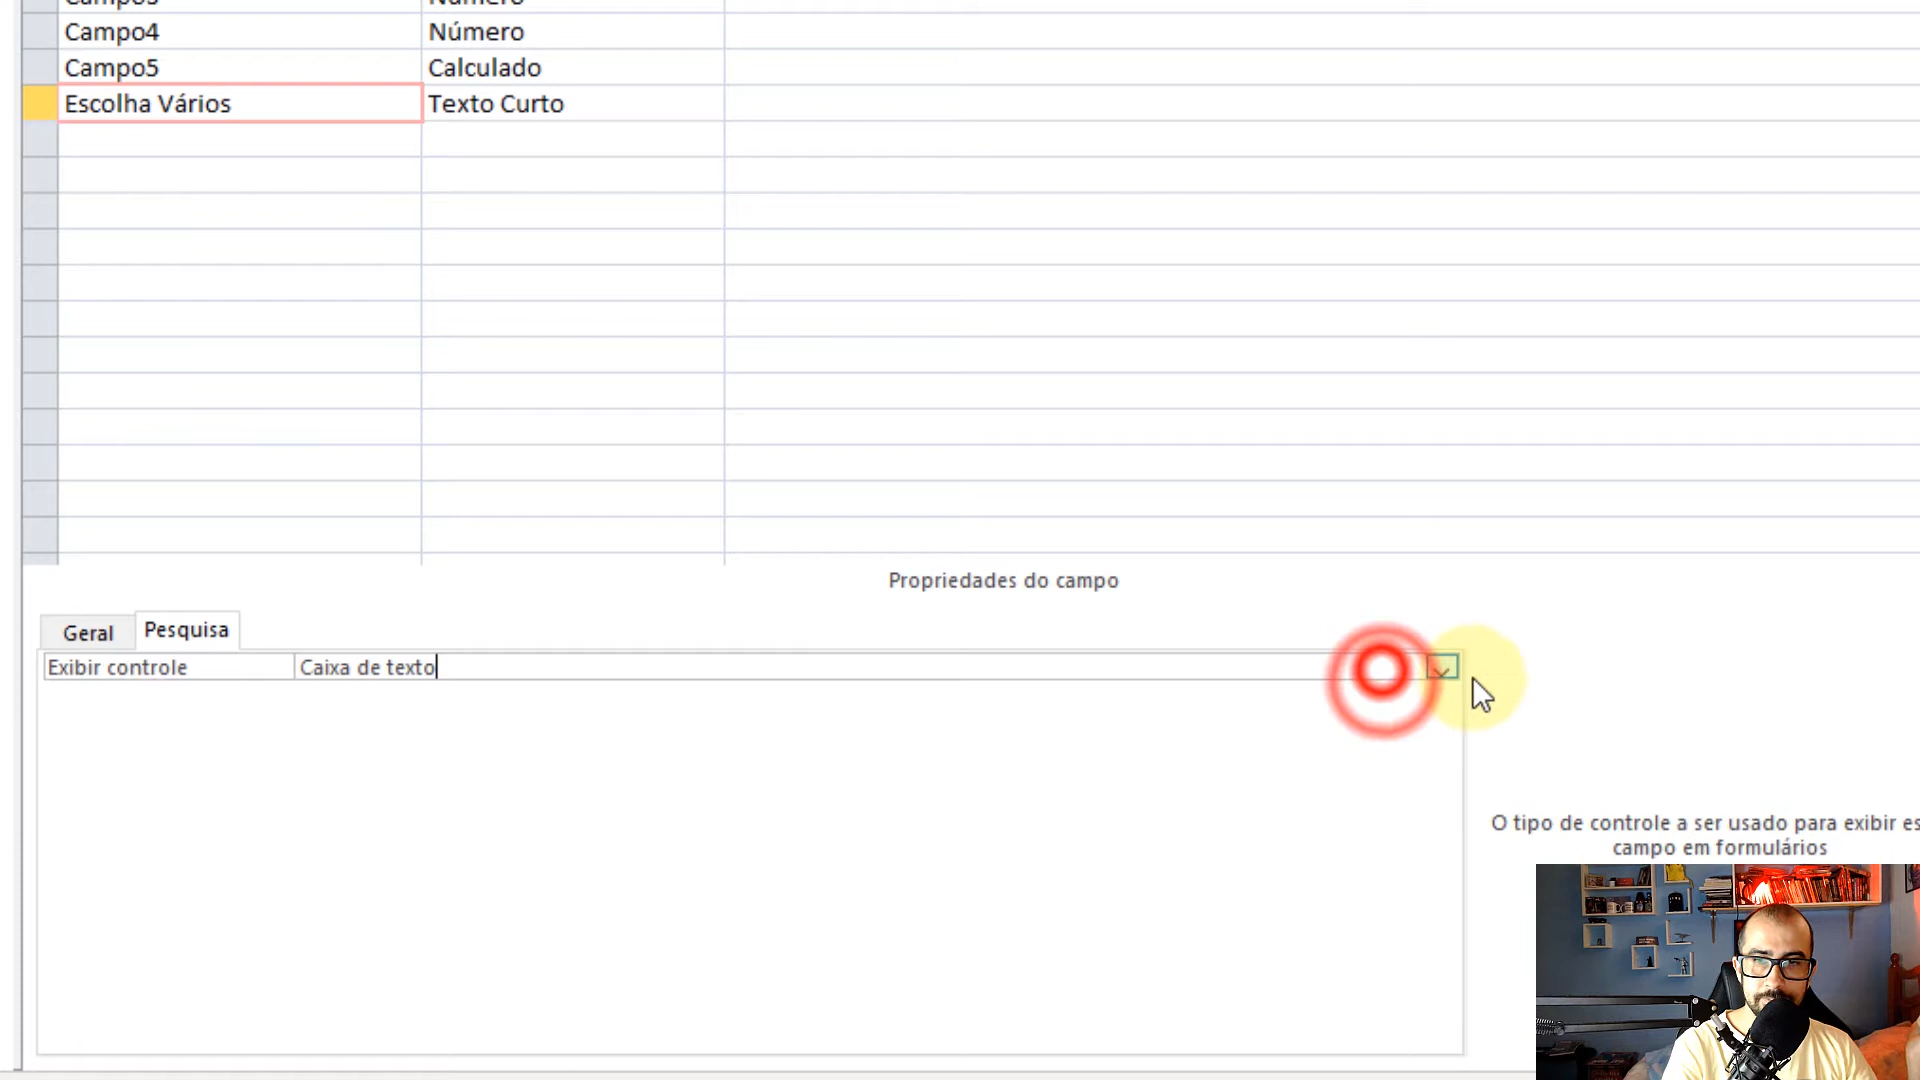 Campo4 Número
Campo5 Calculado
Escolha Vários Texto Curto
Propriedades do campo
Geral Pesquisa
Exibir controle Caixa de texto
O tipo de controle a ser usado para exibir
campo em formulários